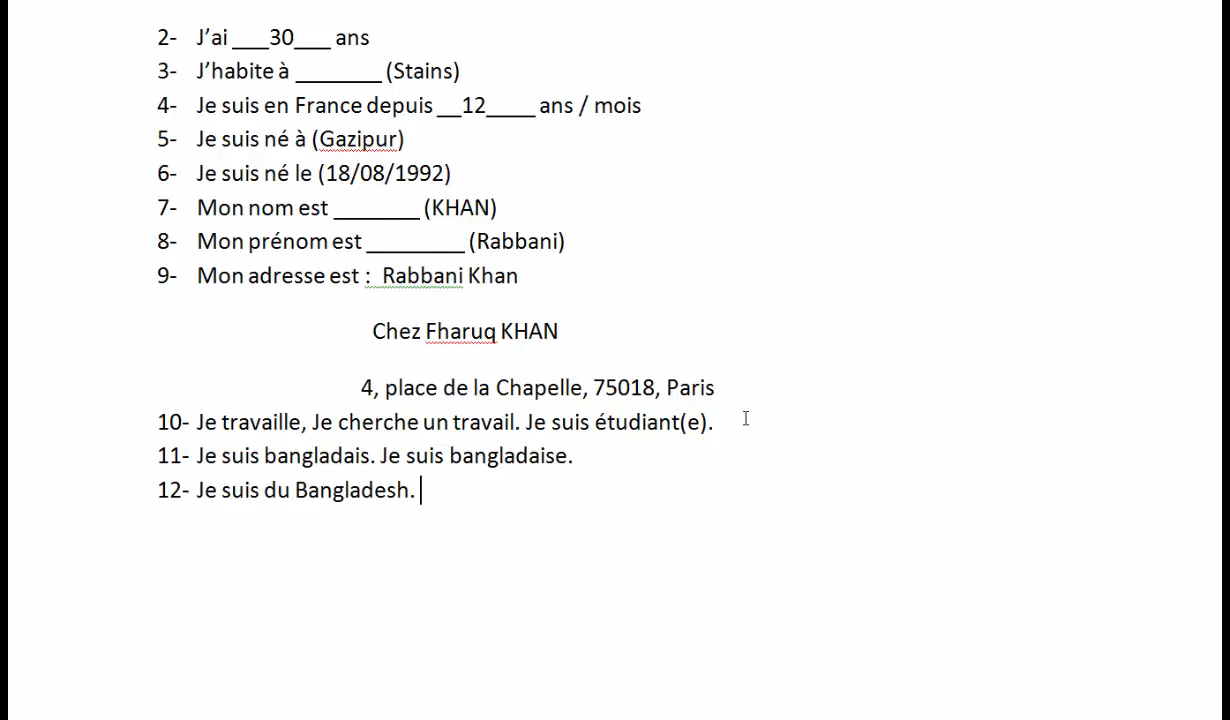 2- J’ai ___30___ ans
3- J’habite à _______ (Stains)
4- Je suis en France depuis __12____ ans / mois
5- Je suis né à (Gazipur)
6- Je suis né le (18/08/1992)
7- Mon nom est _______ (KHAN)
8- Mon prénom est ________ (Rabbani)
9- Mon adresse est : Rabbani Khan
Chez Fharuq KHAN
4, place de la Chapelle, 75018, Paris
10- Je travaille, Je cherche un travail. Je suis étudiant(e).
11- Je suis bangladais. Je suis bangladaise.
12- Je suis du Bangladesh.